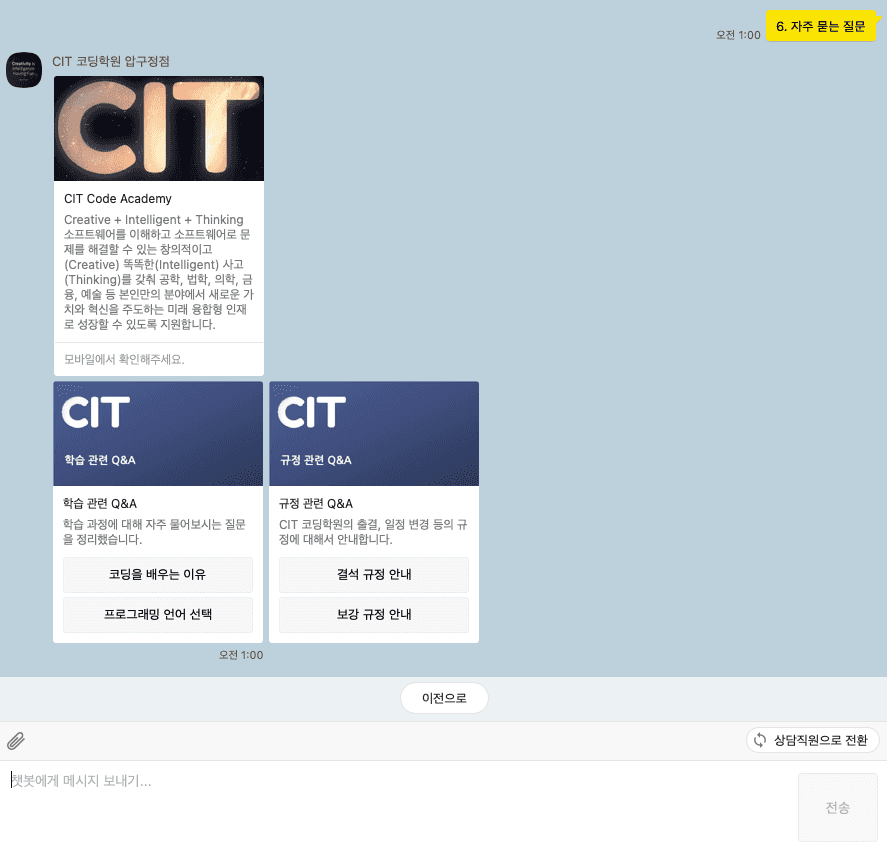 6. 자주 묻는 질문
오전 1:00
CIT 코딩학원 압구정점
CIT
CIT Code Academy
Creative + Intelligent + Thinking
소프트웨어를 이해하고 소프트웨어로 문
제를 해결할 수 있는 창의적이고
(Creative) 똑똑한(Intelligent) 사고
(Thinking)를 갖춰 공학, 법학, 의학, 금
융, 예술 등 본인만의 분야에서 새로운 가
치와 혁신을 주도하는 미래 융합형 인재
로 성장할 수 있도록 지원합니다.
모바일에서 확인해주세요.
CIT
학습 관련 Q&A
학습 관련 Q&A
학습 과정에 대해 자주 물어보시는 질문
을 정리했습니다.
코딩을 배우는 이유
프로그래밍 언어 선택
CIT
규정 관련 Q&A
규정 관련 Q&A
CIT 코딩학원의 출결, 일정 변경 등의 규
정에 대해서 안내합니다.
결석 규정 안내
보강 규정 안내
오전 1:00
이전으로
상담직원으로 전환
챗봇에게 메시지 보내기...
전송